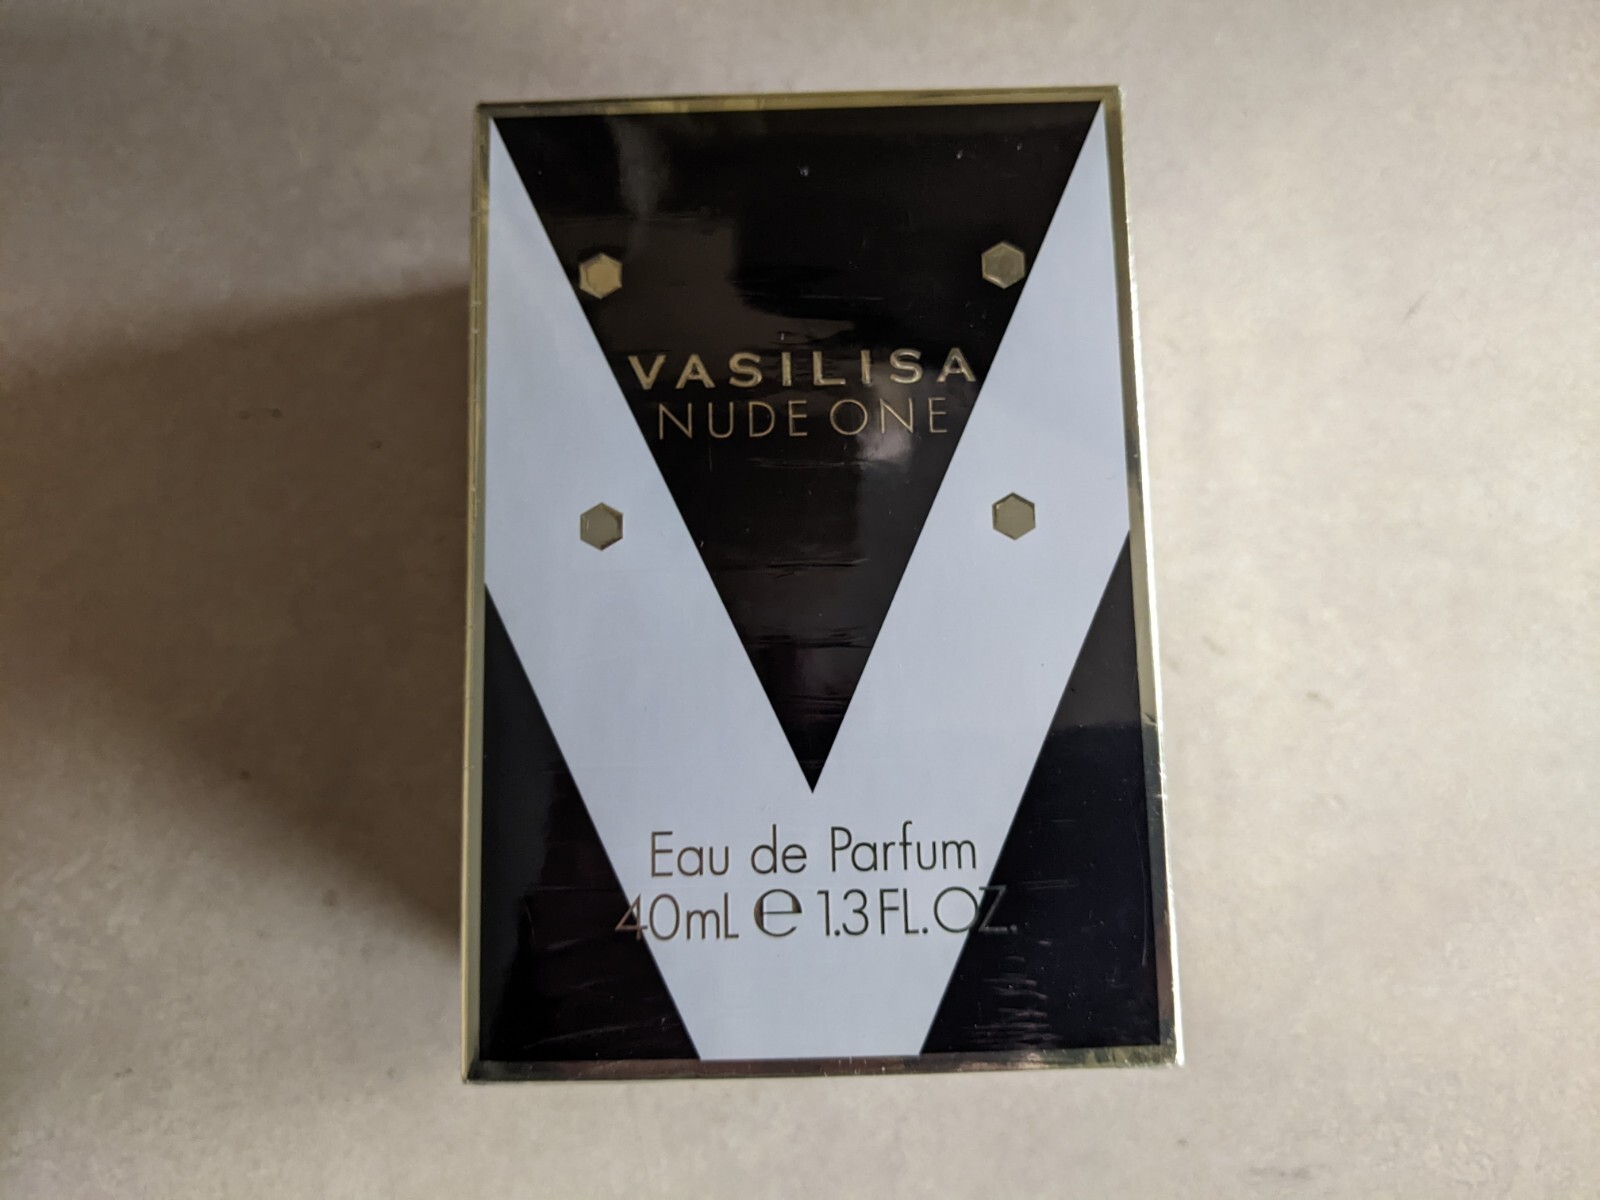 VASILISA
NUDE ONE
Eau de Parfum
40mL ℮ 1.3 FL.OZ.